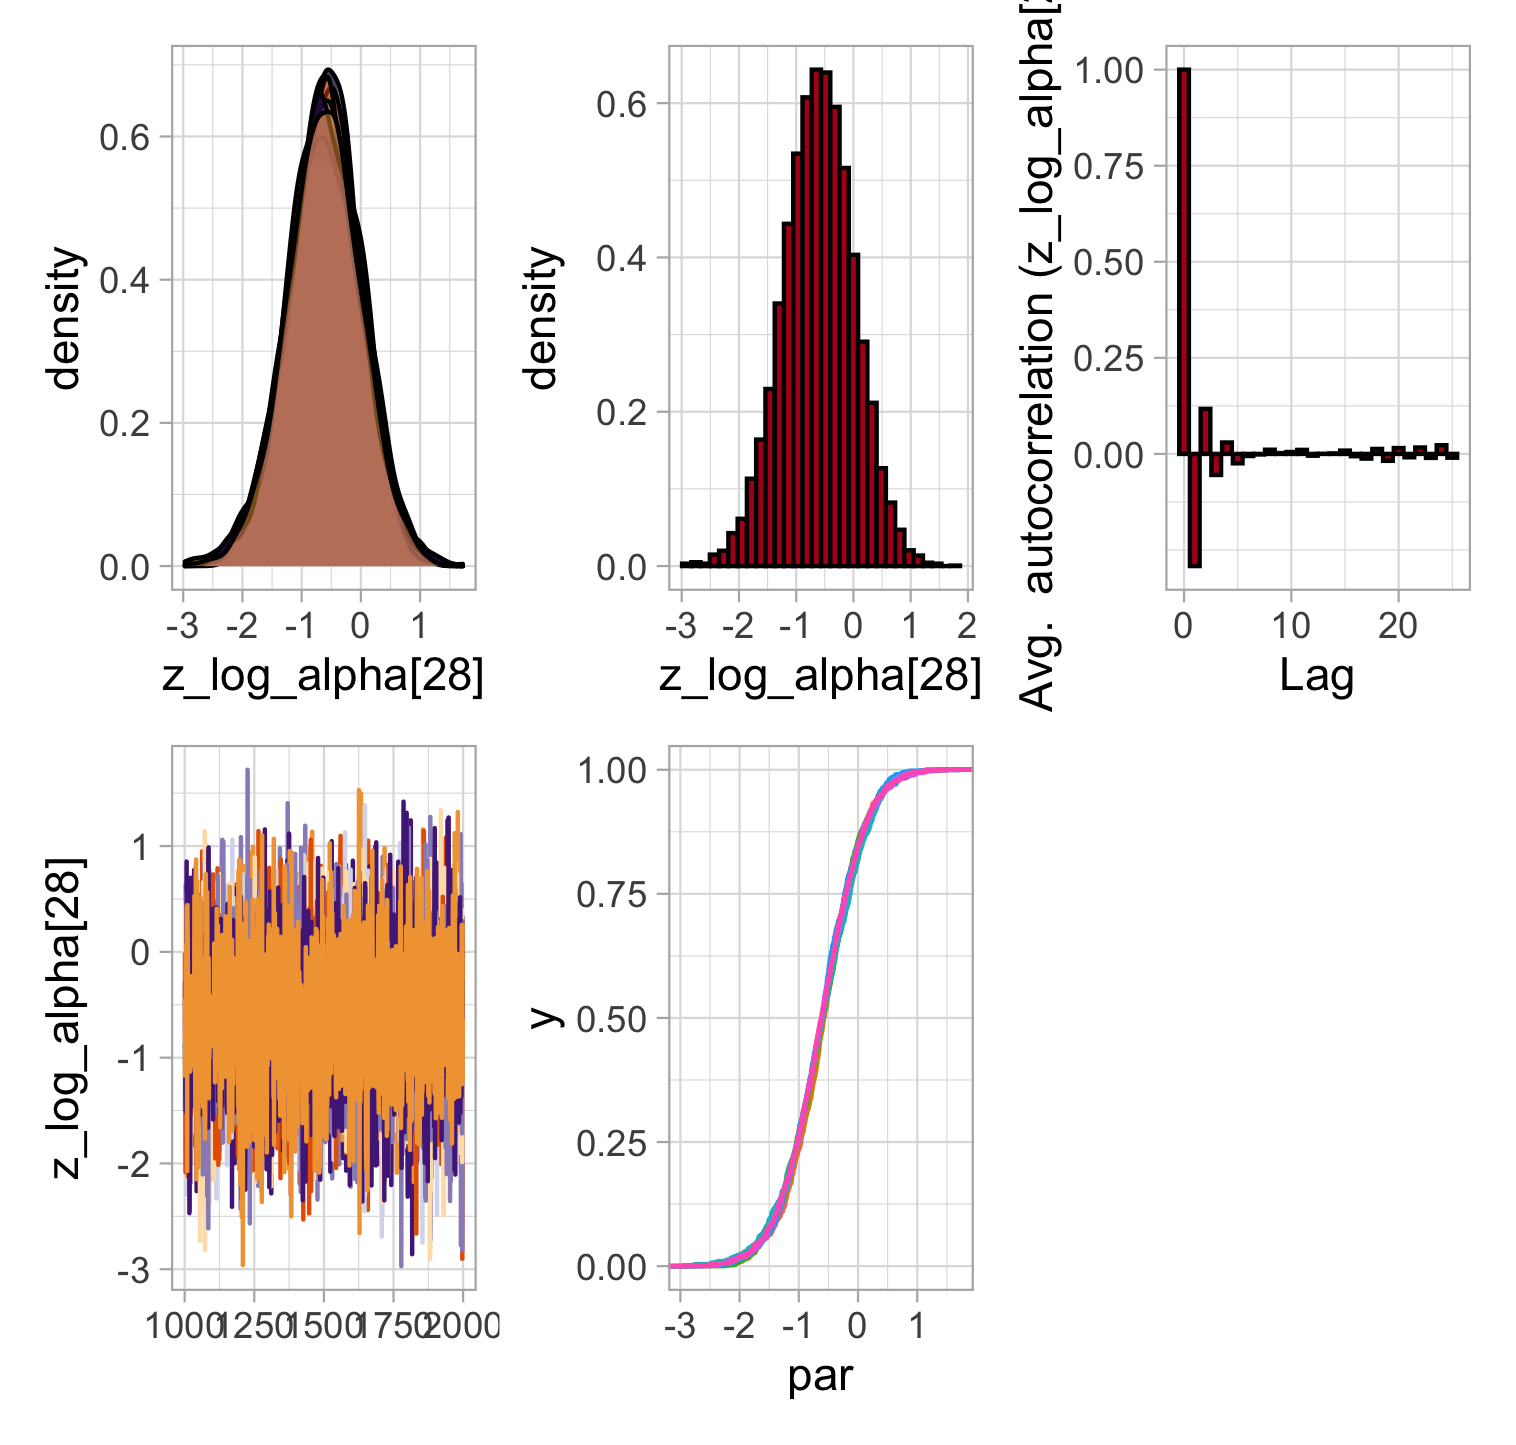 density
0.6
0.4
0.2
0.0
-3 -2 -1 0 1
z_log_alpha[28]
density
0.6
0.4
0.2
0.0
-3 -2 -1 0 1 2
z_log_alpha[28]
Avg. autocorrelation (z_log_alpha[
1.00
0.75
0.50
0.25
0.00
0 10 20
Lag
z_log_alpha[28]
1
0
-1
-2
-3
1000 1250 1500 1750 2000
y
1.00
0.75
0.50
0.25
0.00
-3 -2 -1 0 1
par